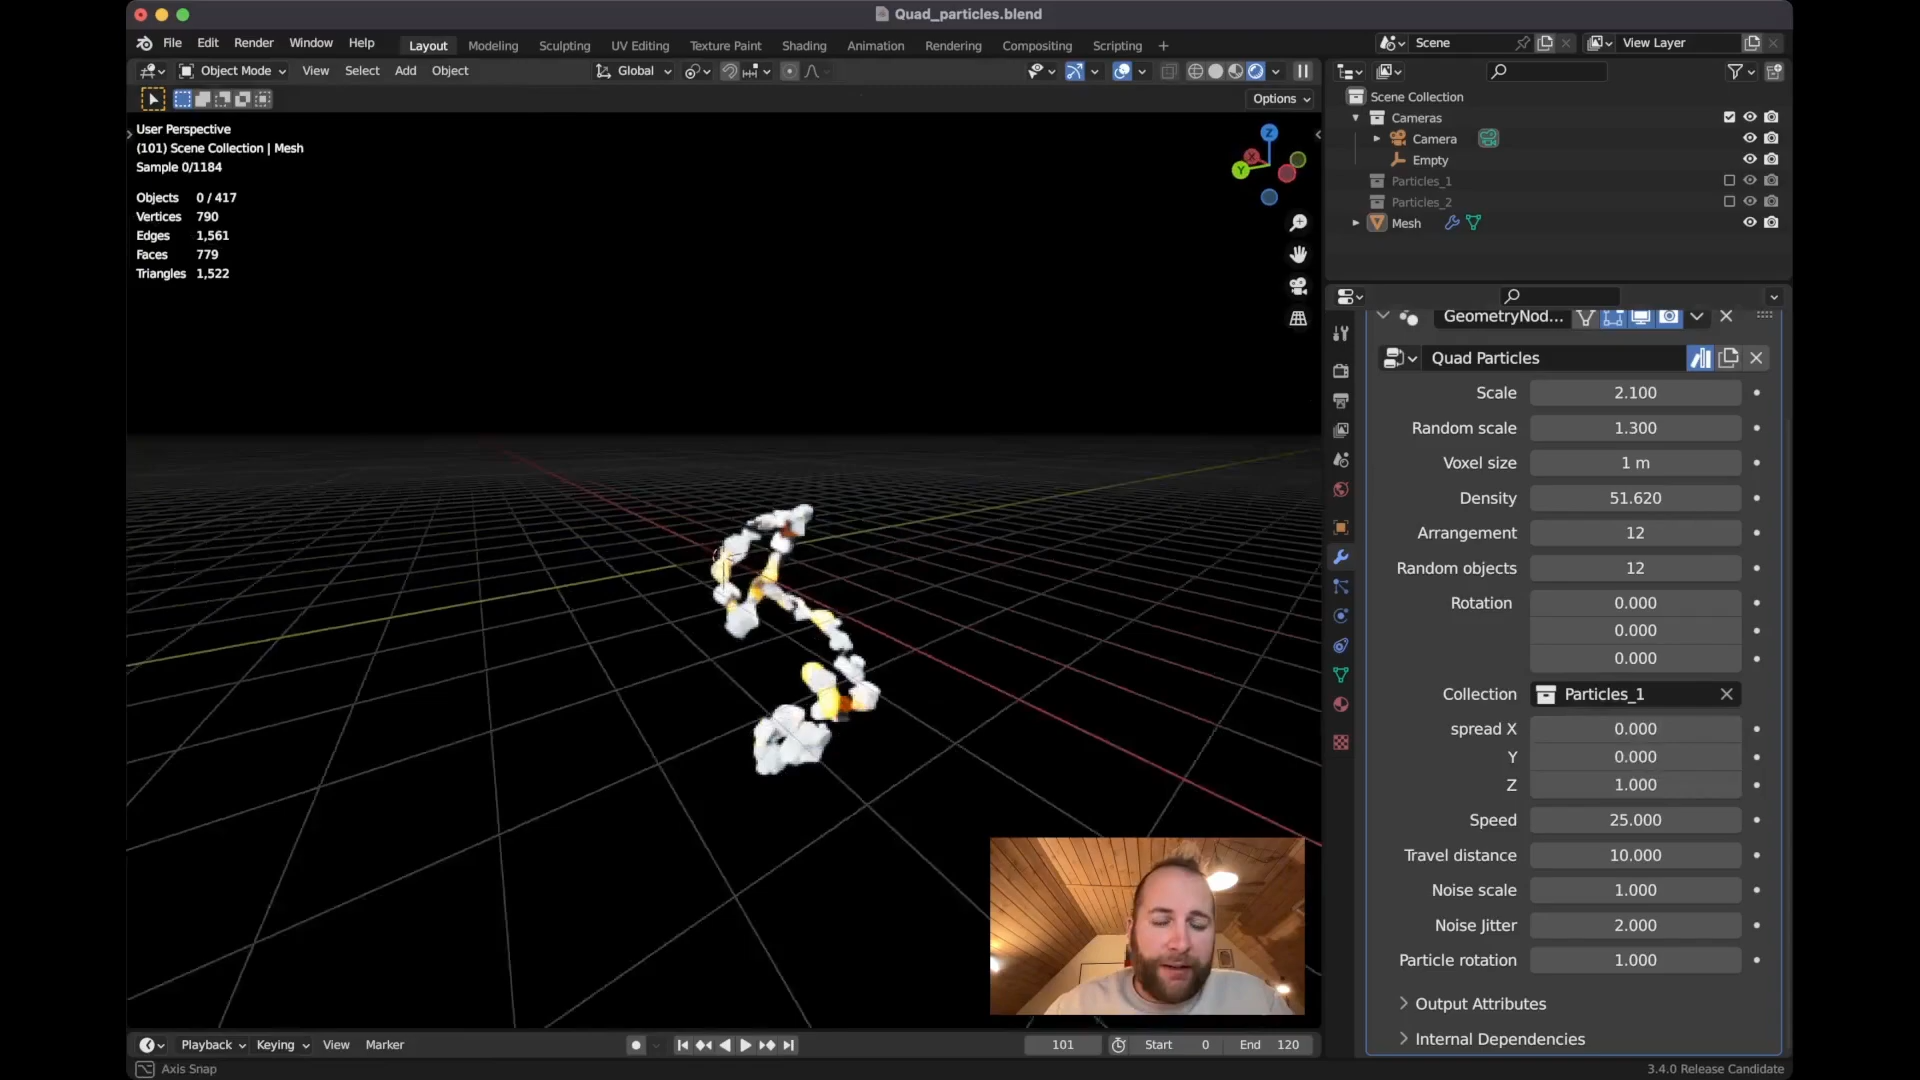 Quad_particles.blend
File Edit Render Window Help Layout Modeling Sculpting UV Editing Texture Paint Shading Animation Rendering Compositing Scripting + Scene View Layer
Object Mode View Select Add Object Global
Options
User Perspective
(101) Scene Collection | Mesh
Sample 0/1184
Objects 0 / 417
Vertices 790
Edges 1,561
Faces 779
Triangles 1,522
Z
X
Y
Scene Collection
Cameras
Camera
Empty
Particles_1
Particles_2
Mesh
GeometryNod...
Quad Particles
Scale 2.100
Random scale 1.300
Voxel size 1 m
Density 51.620
Arrangement 12
Random objects 12
Rotation 0.000
0.000
0.000
Collection Particles_1
spread X 0.000
Y 0.000
Z 1.000
Speed 25.000
Travel distance 10.000
Noise scale 1.000
Noise Jitter 2.000
Particle rotation 1.000
Output Attributes
Internal Dependencies
Playback Keying View Marker 101 Start 0 End 120
Axis Snap 3.4.0 Release Candidate